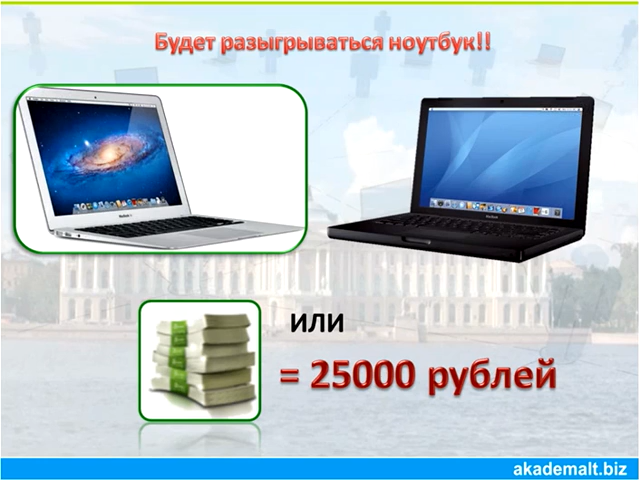 Будет разыгрываться ноутбук!!
или
= 25000 рублей
akademalt.biz